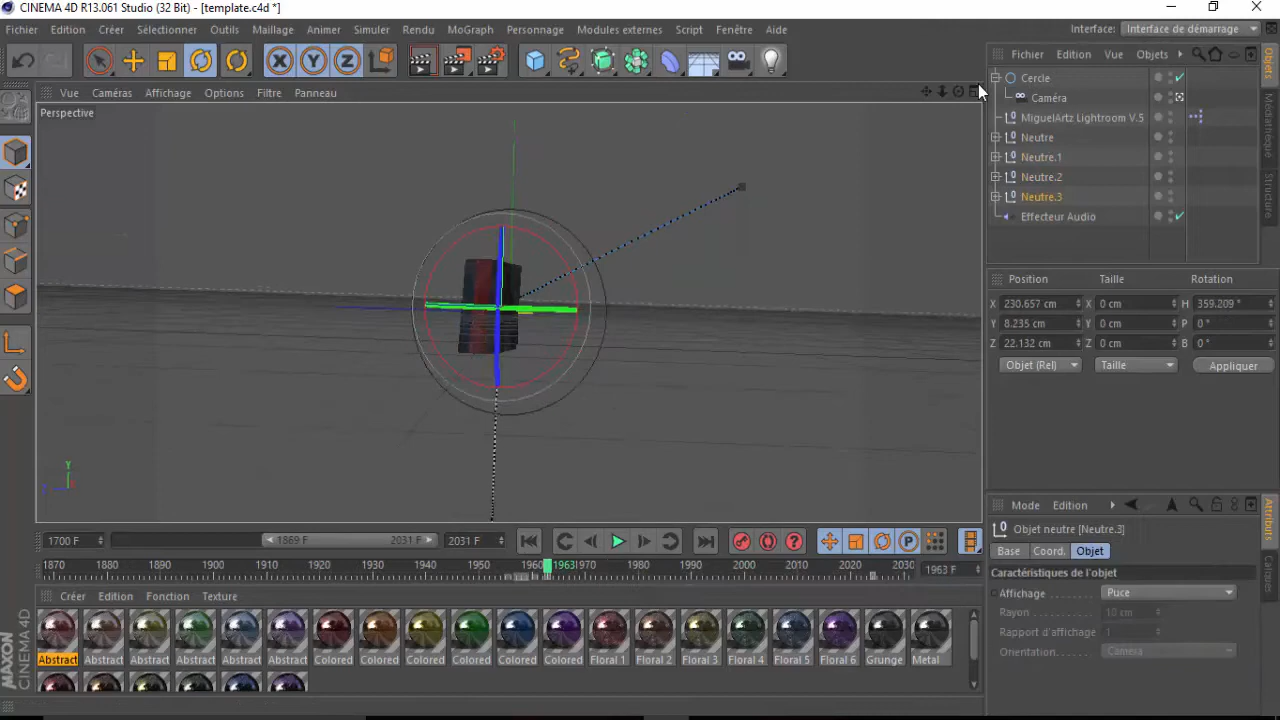 CINEMA 4D R13.061 Studio (32 Bit) - [template.c4d *]
Fichier Edition Créer Sélectionner Outils Maillage Animer Simuler Rendu MoGraph Personnage Modules externes Script Fenêtre Aide
Interface: Interface de démarrage
Fichier Edition Vue Objets
Vue Caméras Affichage Options Filtre Panneau
Perspective
Cercle
Caméra
MiguelArtz Lightroom V.5
Neutre
Neutre.1
Neutre.2
Neutre.3
Effecteur Audio
Objets
Médiathèque
Structure
Position Taille Rotation
X 230.657 cm X 0 cm H 359.209 °
Y 8.235 cm Y 0 cm P 0 °
Z 22.132 cm Z 0 cm B 0 °
Objet (Rel) Taille Appliquer
Y
Mode Edition
Objet neutre [Neutre.3]
Base Coord. Objet
Caractéristiques de l'objet
Affichage Puce
Rayon 10 cm
Rapport d'affichage 1
Orientation Caméra
Attributs
Calques
1700 F 1869 F 2031 F 2031 F
1870 1880 1890 1900 1910 1920 1930 1940 1950 1960 1963 1970 1980 1990 2000 2010 2020 2030 1963 F
Créer Edition Fonction Texture
Abstract Abstract Abstract Abstract Abstract Abstract Colored Colored Colored Colored Colored Colored Floral 1 Floral 2 Floral 3 Floral 4 Floral 5 Floral 6 Grunge Metal
MAXON
CINEMA 4D